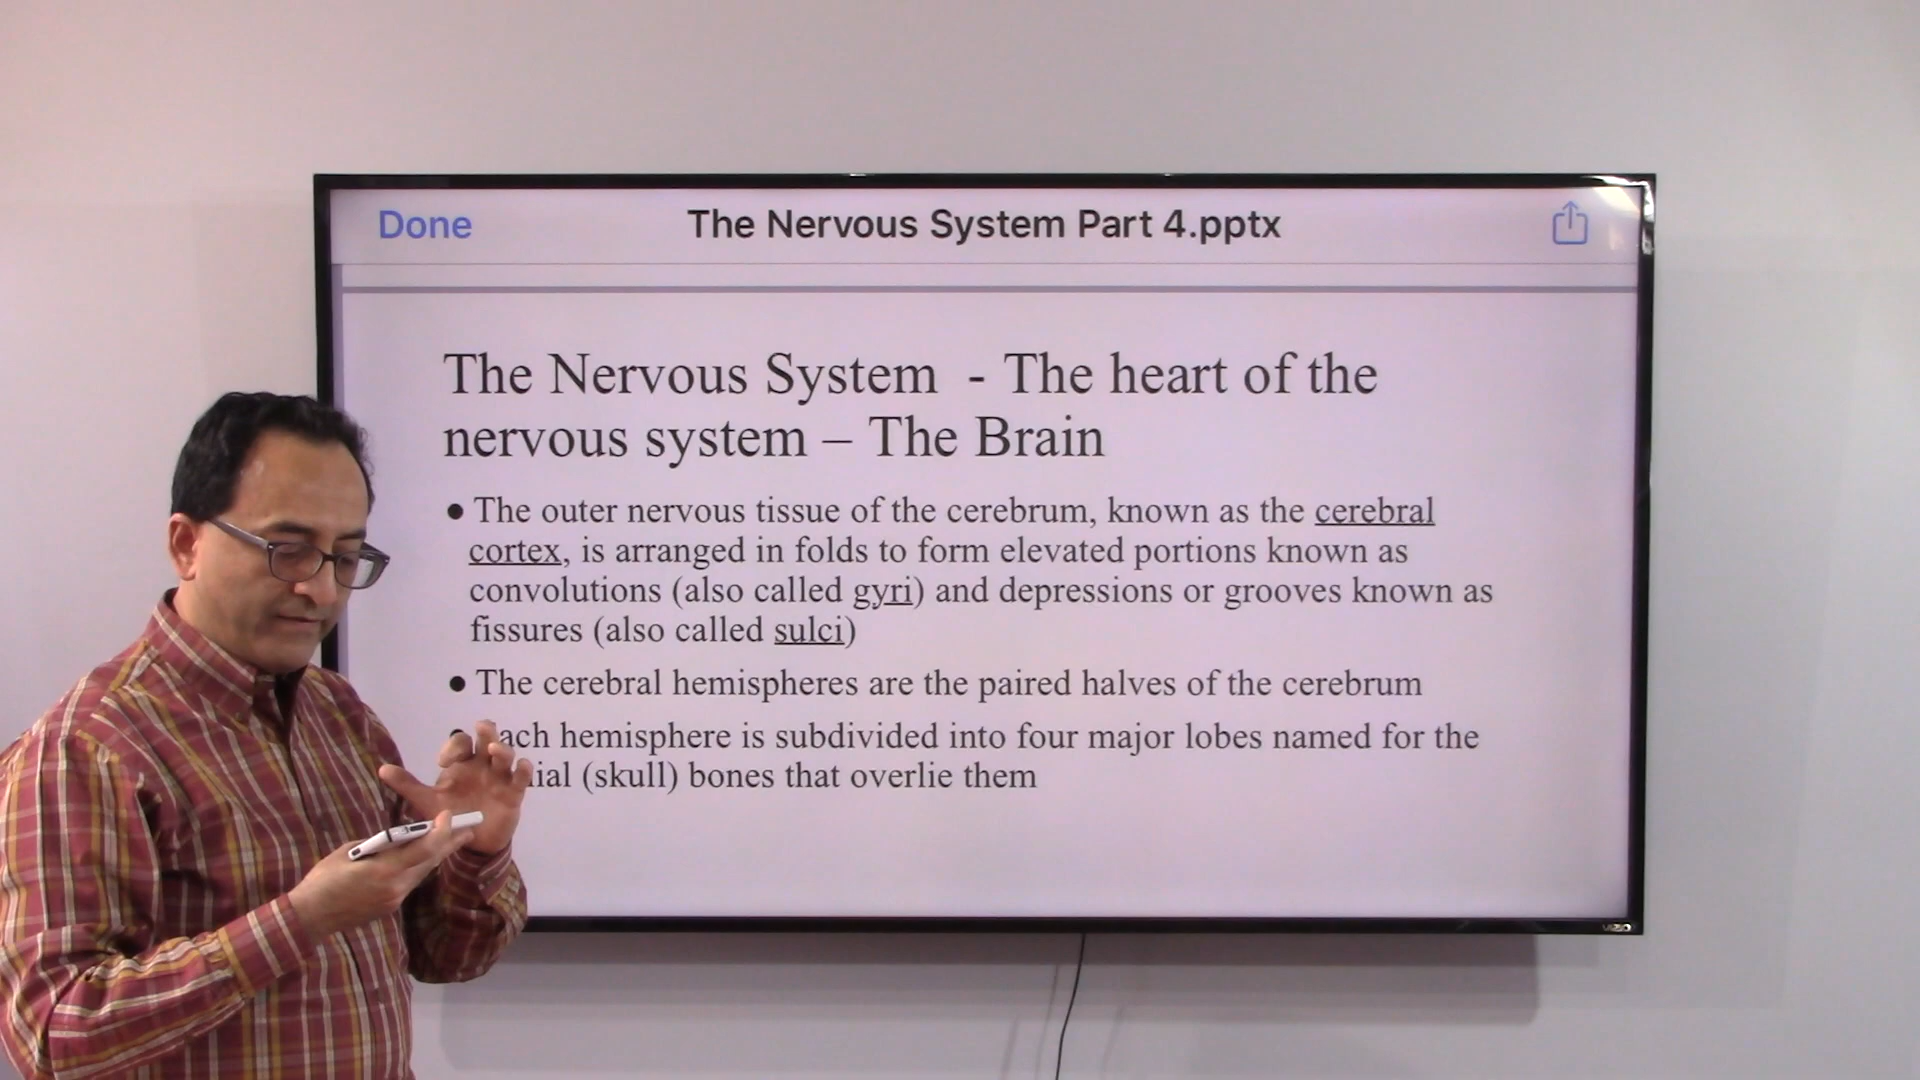 Done The Nervous System Part 4.pptx
The Nervous System - The heart of the
nervous system – The Brain
● The outer nervous tissue of the cerebrum, known as the cerebral
cortex, is arranged in folds to form elevated portions known as
convolutions (also called gyri) and depressions or grooves known as
fissures (also called sulci)
● The cerebral hemispheres are the paired halves of the cerebrum
● ach hemisphere is subdivided into four major lobes named for the
ial (skull) bones that overlie them
VIZIO